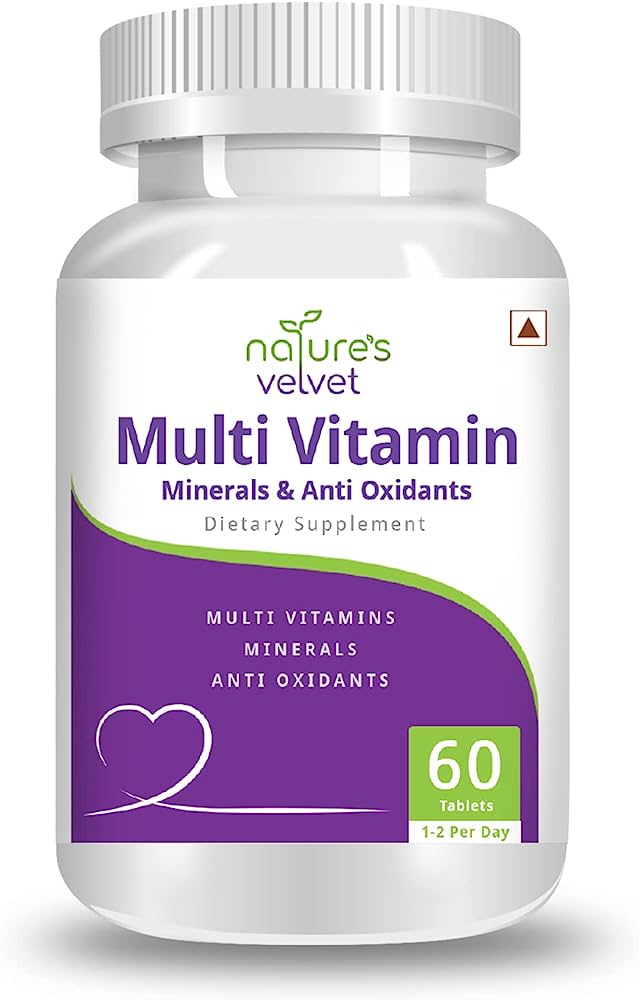 nature's
velvet
Multi Vitamin
Minerals & Anti Oxidants
Dietary Supplement
MULTI VITAMINS
MINERALS
ANTI OXIDANTS
60
Tablets
1-2 Per Day